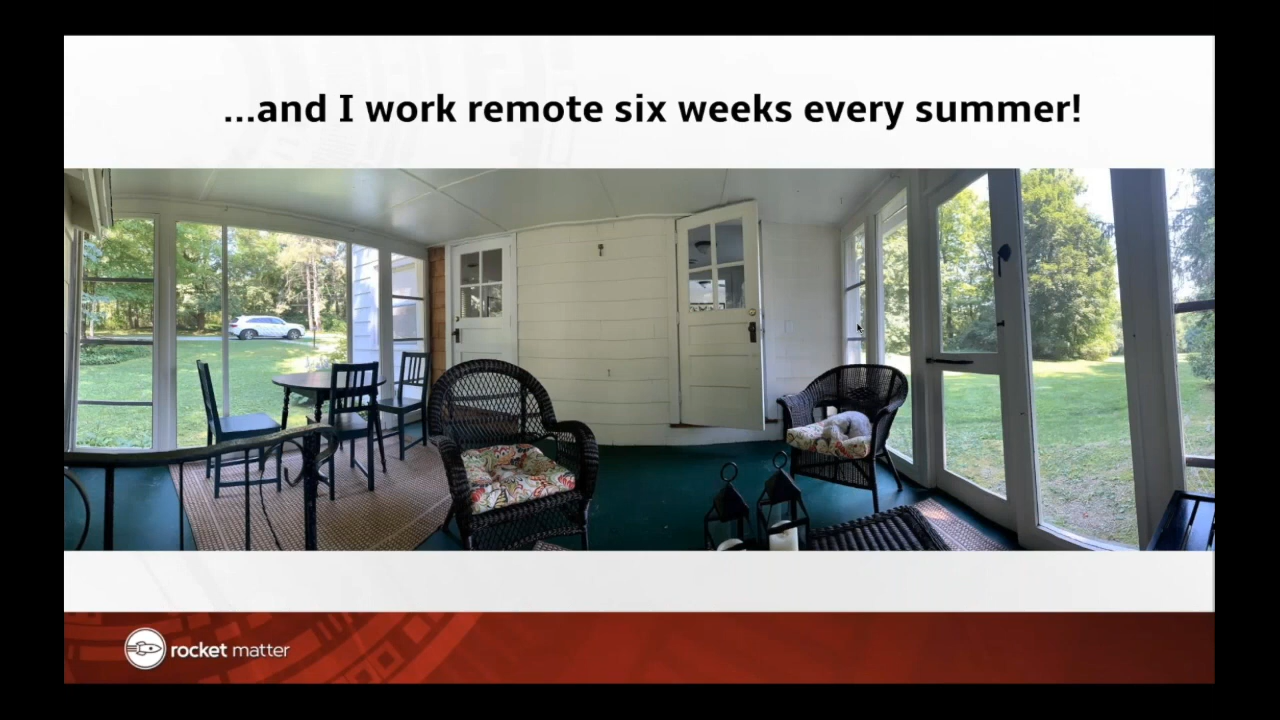 ...and I work remote six weeks every summer!
rocket matter